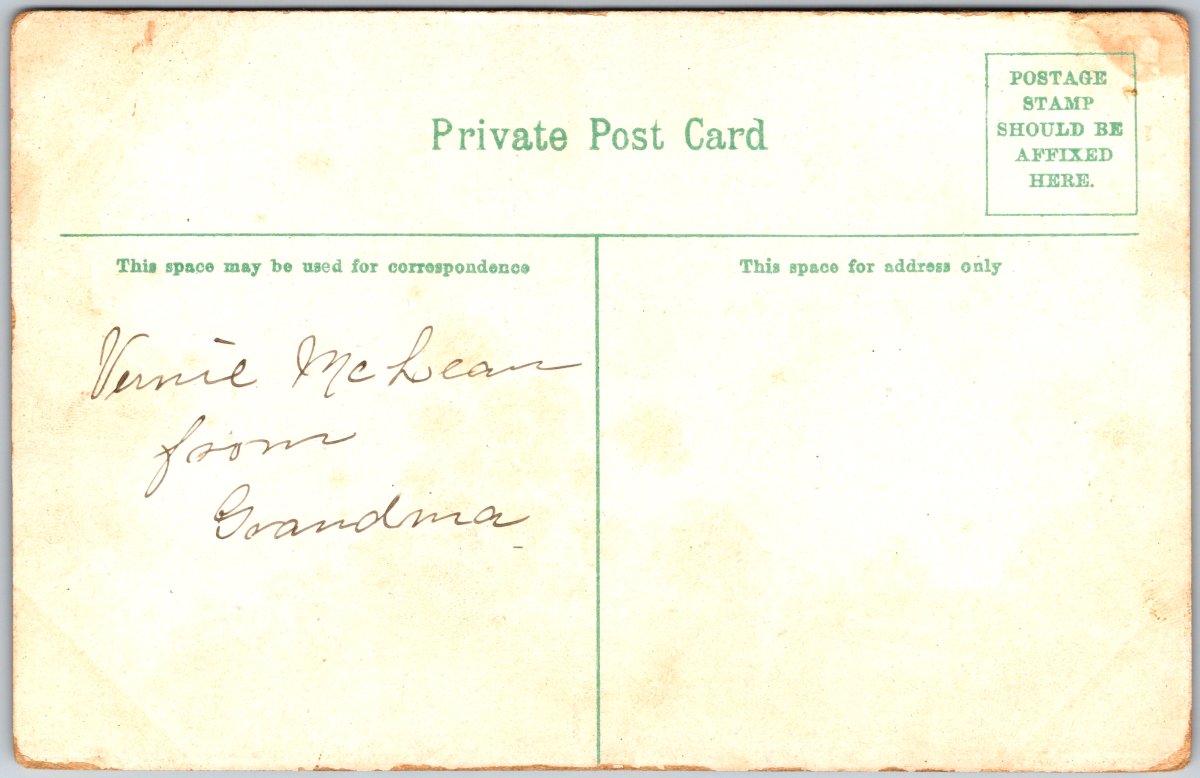 Private Post Card
POSTAGE
STAMP
SHOULD BE
AFFIXED
HERE.
This space may be used for correspondence
This space for address only
Vernie McLean
from
Grandma